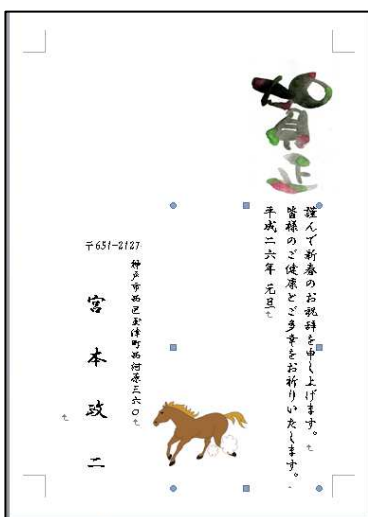 賀正
謹んで新春のお祝辞を申し上げます。
皆様のご健康とご多幸をお祈りいたします。
平成二六年 元旦
〒651-2127
神戸市西区玉津町西河原三六〇
宮本政二